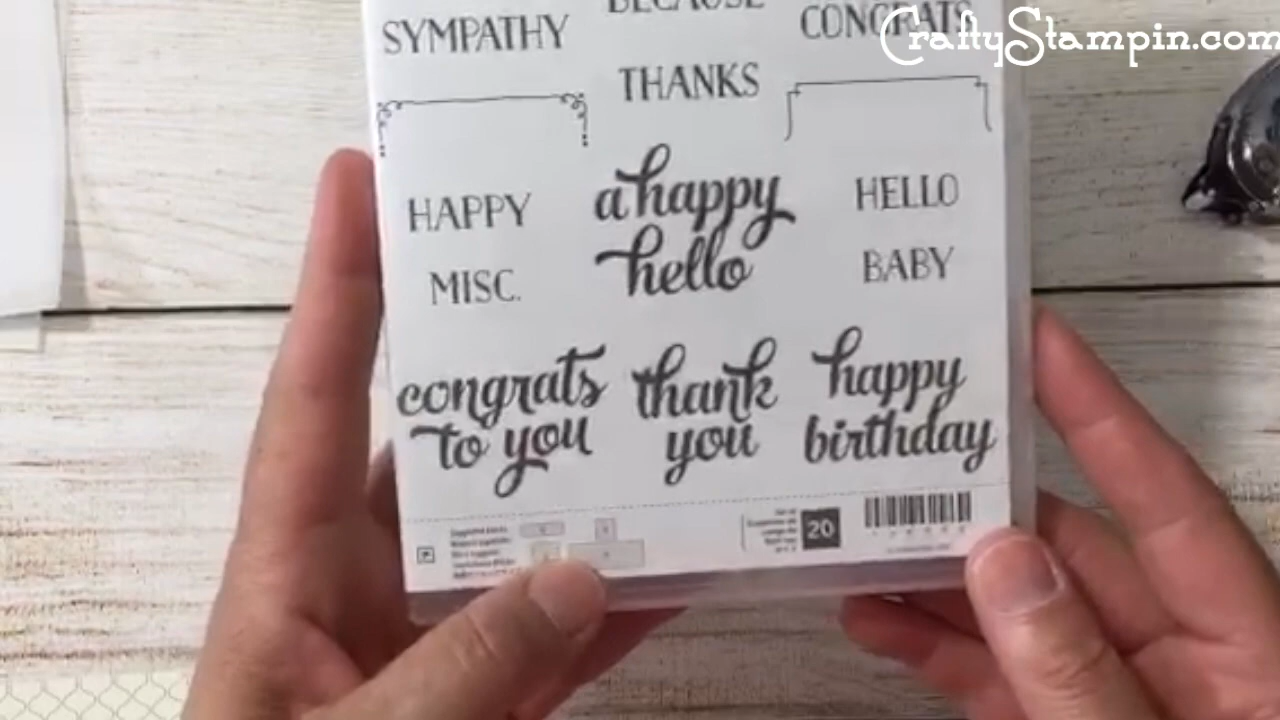 BECAUSE
SYMPATHY
CONGRATS
CraftyStampin.com
THANKS
HAPPY
a happy
hello
HELLO
MISC.
BABY
congrats
to you
thank
you
happy
birthday
20